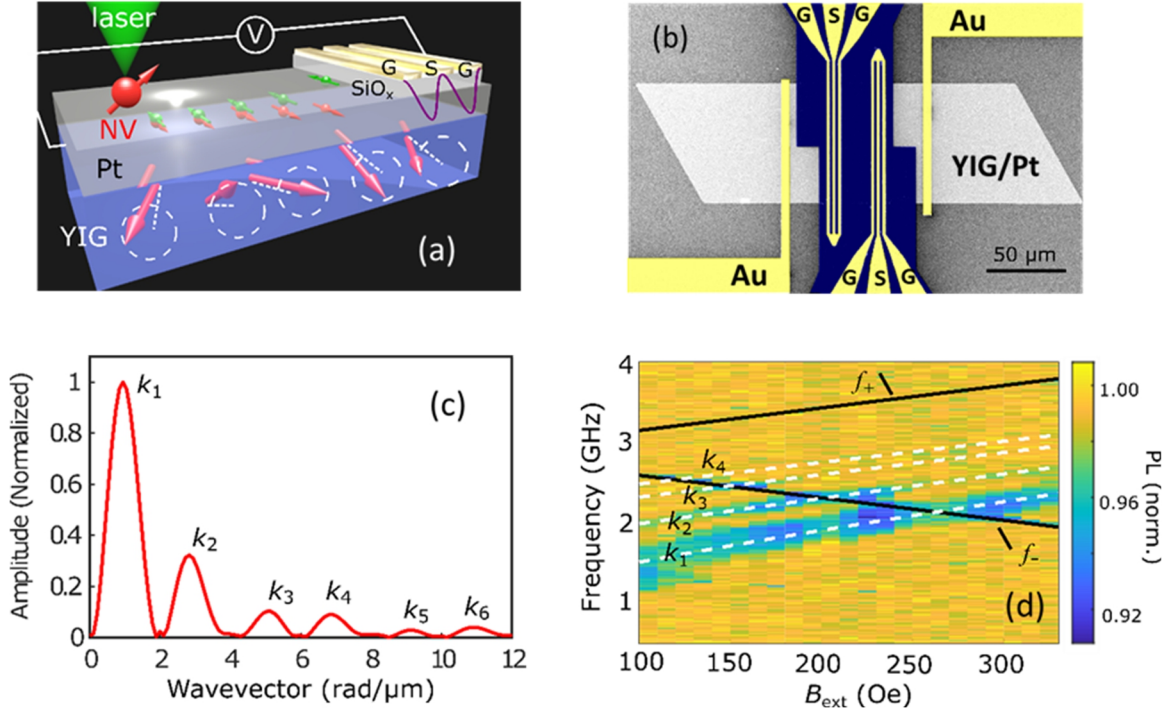 laser
V
G S G
SiOₓ
NV
Pt
YIG
(a)
(b)
G S G
Au
YIG/Pt
Au
G S G
50 μm
Amplitude (Normalized)
1
0.8
0.6
0.4
0.2
0
k₁
k₂
k₃
k₄
k₅
k₆
(c)
0 2 4 6 8 10 12
Wavevector (rad/μm)
Frequency (GHz)
4
3
2
1
f₊
k₄
k₃
k₂
k₁
f₋
(d)
100 150 200 250 300
Bₑₓₜ (Oe)
1.00
0.96
0.92
PL (norm.)